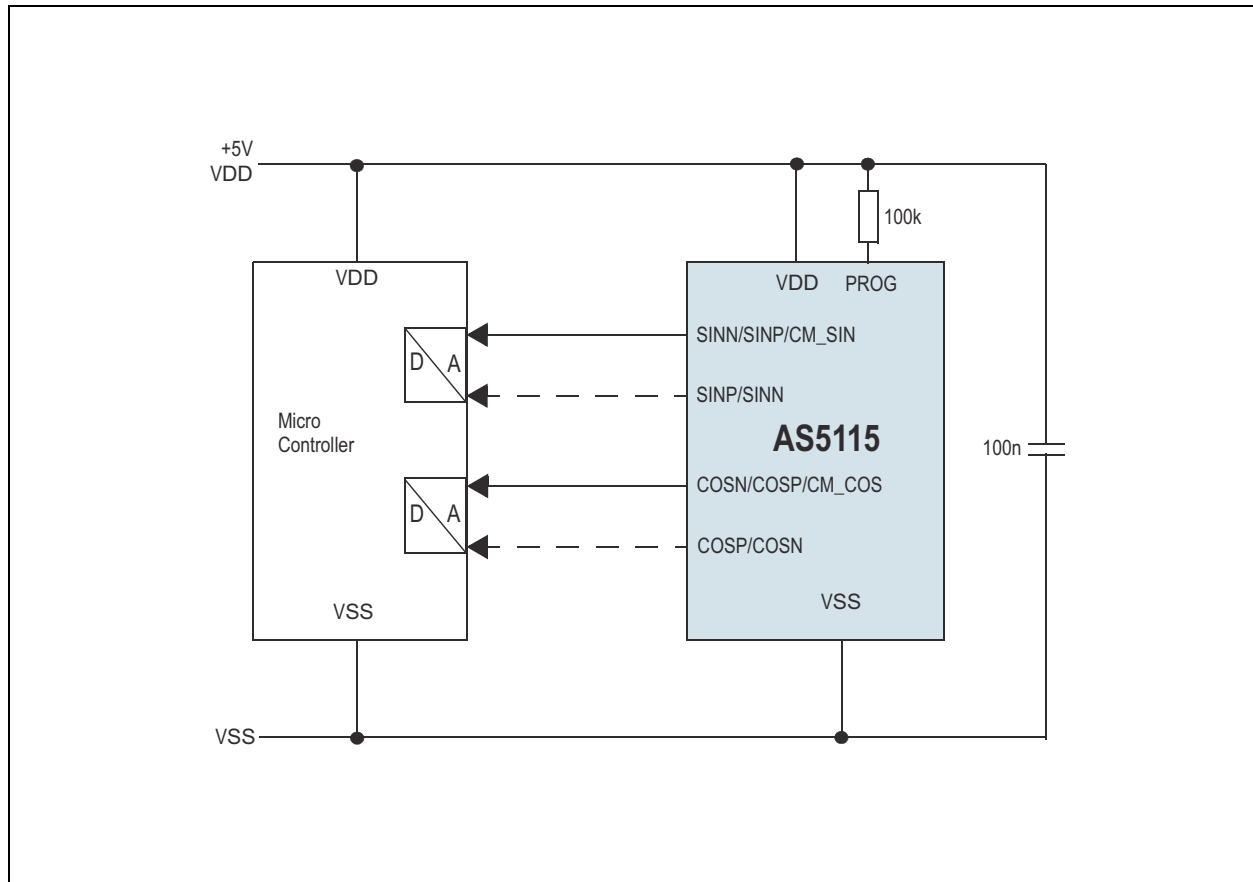 +5V
VDD
100k
VDD
VDD PROG
SINN/SINP/CM_SIN
D A
SINP/SINN
Micro
Controller
AS5115
100n
COSN/COSP/CM_COS
D A
COSP/COSN
VSS
VSS
VSS